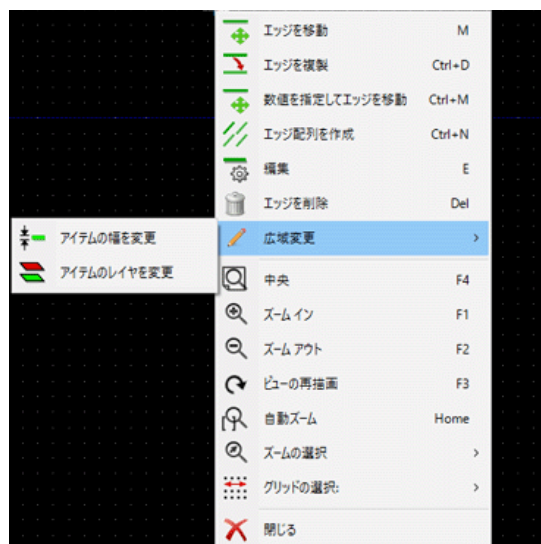 エッジを移動 M
エッジを複製 Ctrl+D
数値を指定してエッジを移動 Ctrl+M
エッジ配列を作成 Ctrl+N
編集 E
エッジを削除 Del
広域変更
アイテムの幅を変更
アイテムのレイヤを変更
中央 F4
ズーム イン F1
ズーム アウト F2
ビューの再描画 F3
自動ズーム Home
ズームの選択
グリッドの選択:
閉じる